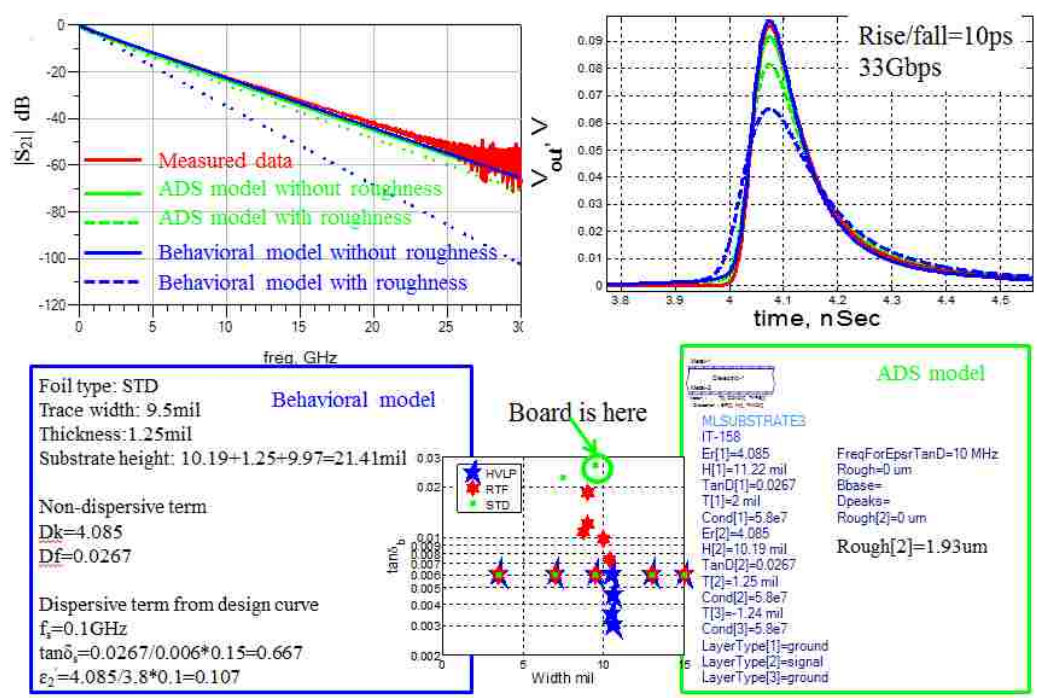 0
-20
-40
-60
-80
-100
-120
|S21| dB
0 5 10 15 20 25 30
freq, GHz
Measured data
ADS model without roughness
ADS model with roughness
Behavioral model without roughness
Behavioral model with roughness
Rise/fall=10ps
33Gbps
0.09
0.08
0.07
0.06
0.05
0.04
0.03
0.02
0.01
0
Vout, V
3.8 3.9 4 4.1 4.2 4.3 4.4 4.5
time, nSec
Foil type: STD
Behavioral model
Trace width: 9.5mil
Thickness:1.25mil
Substrate height: 10.19+1.25+9.97=21.41mil
Non-dispersive term
Dk=4.085
Df=0.0267
Dispersive term from design curve
fs=0.1GHz
tanδs=0.0267/0.006*0.15=0.667
ε2'=4.085/3.8*0.1=0.107
Board is here
0.03
0.02
0.01
0.009
0.008
0.007
0.006
0.005
0.004
0.003
0.002
tanδb
HVLP
RTF
STD
0 5 10 15
Width mil
ADS model
MLSUBSTRATE3
IT-158
Er[1]=4.085
H[1]=11.22 mil
TanD[1]=0.0267
T[1]=2 mil
Cond[1]=5.8e7
Er[2]=4.085
H[2]=10.19 mil
TanD[2]=0.0267
T[2]=1.25 mil
Cond[2]=5.8e7
T[3]=-1.24 mil
Cond[3]=5.8e7
LayerType[1]=ground
LayerType[2]=signal
LayerType[3]=ground
FreqForEpsrTanD=10 MHz
Rough=0 um
Bbase=
Dpeaks=
Rough[2]=0 um
Rough[2]=1.93um